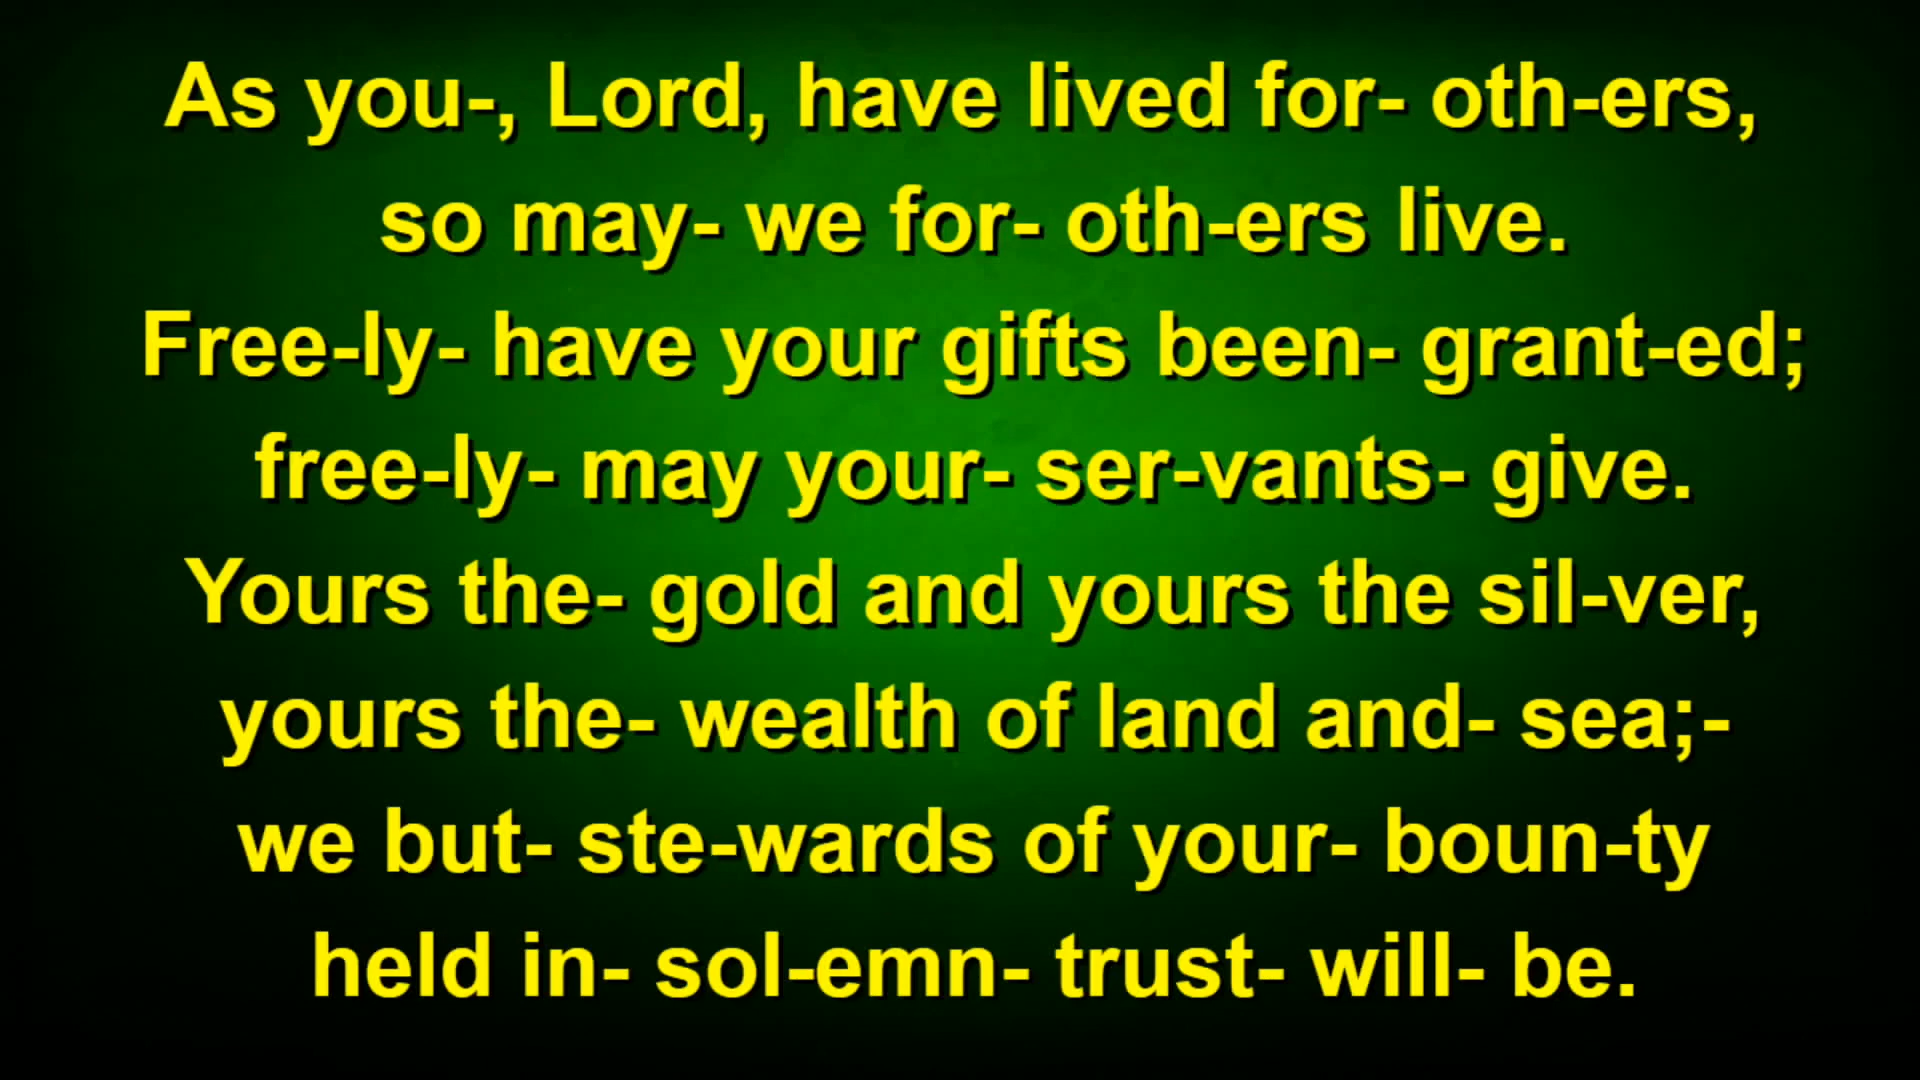 As you-, Lord, have lived for- oth-ers,
so may- we for- oth-ers live.
Free-ly- have your gifts been- grant-ed;
free-ly- may your- ser-vants- give.
Yours the- gold and yours the sil-ver,
yours the- wealth of land and- sea;-
we but- ste-wards of your- boun-ty
held in- sol-emn- trust- will- be.